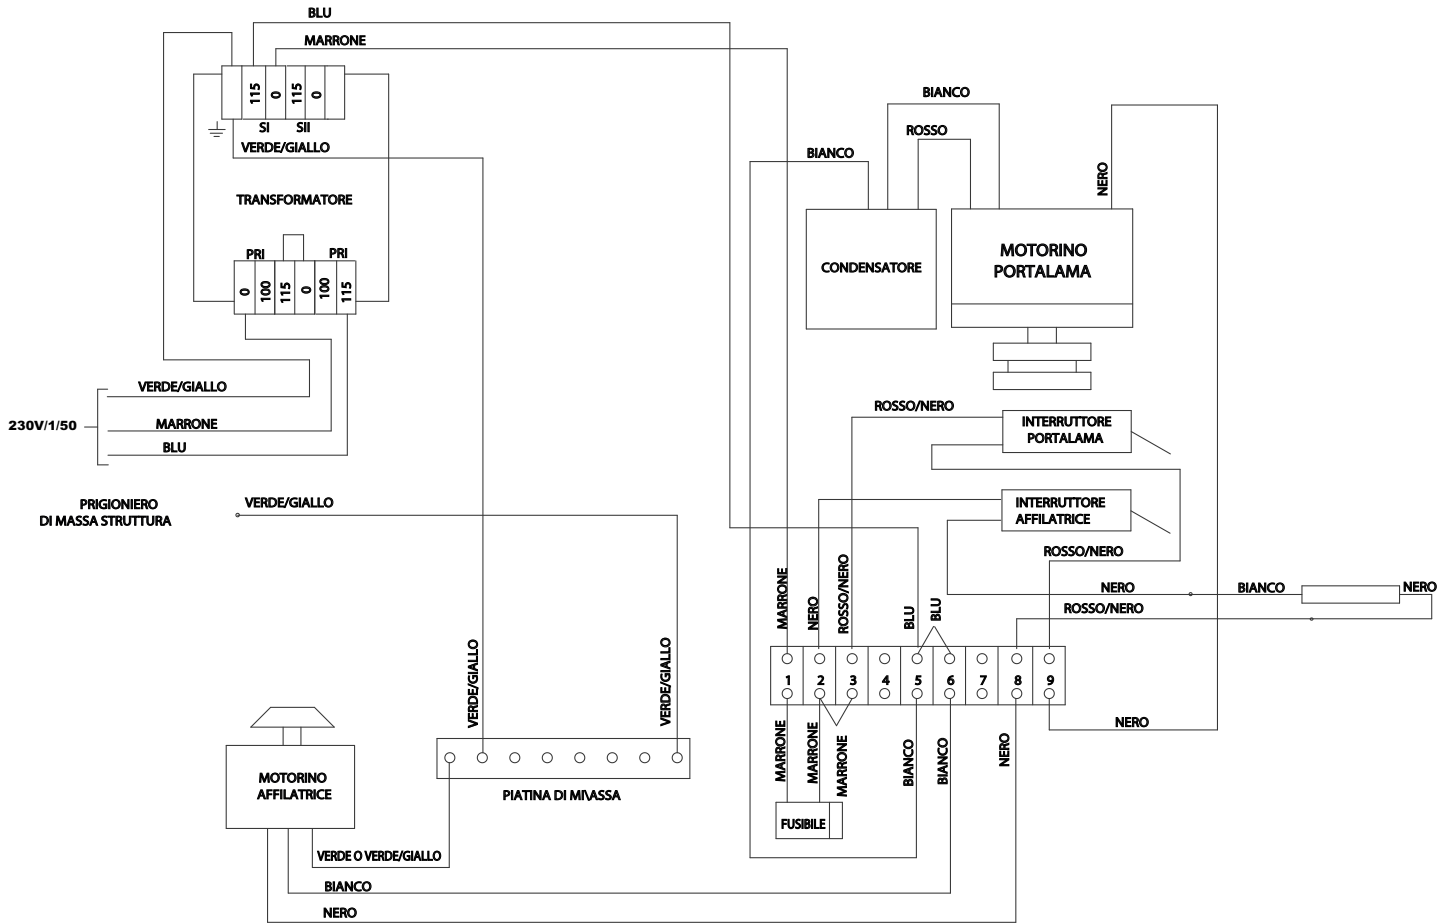 BLU
MARRONE
115
0
115
0
SI
SII
VERDE/GIALLO
TRANSFORMATORE
PRI
PRI
0
100
115
0
100
115
VERDE/GIALLO
230V/1/50
MARRONE
BLU
PRIGIONIERO
DI MASSA STRUTTURA
VERDE/GIALLO
BIANCO
ROSSO
BIANCO
NERO
CONDENSATORE
MOTORINO
PORTALAMA
ROSSO/NERO
INTERRUTTORE
PORTALAMA
INTERRUTTORE
AFFILATRICE
ROSSO/NERO
NERO
BIANCO
NERO
ROSSO/NERO
MARRONE
NERO
ROSSO/NERO
BLU
BLU
1
2
3
4
5
6
7
8
9
NERO
MARRONE
MARRONE
MARRONE
BIANCO
BIANCO
NERO
FUSIBILE
VERDE/GIALLO
VERDE/GIALLO
PIATINA DI MI\ASSA
MOTORINO
AFFILATRICE
VERDE O VERDE/GIALLO
BIANCO
NERO